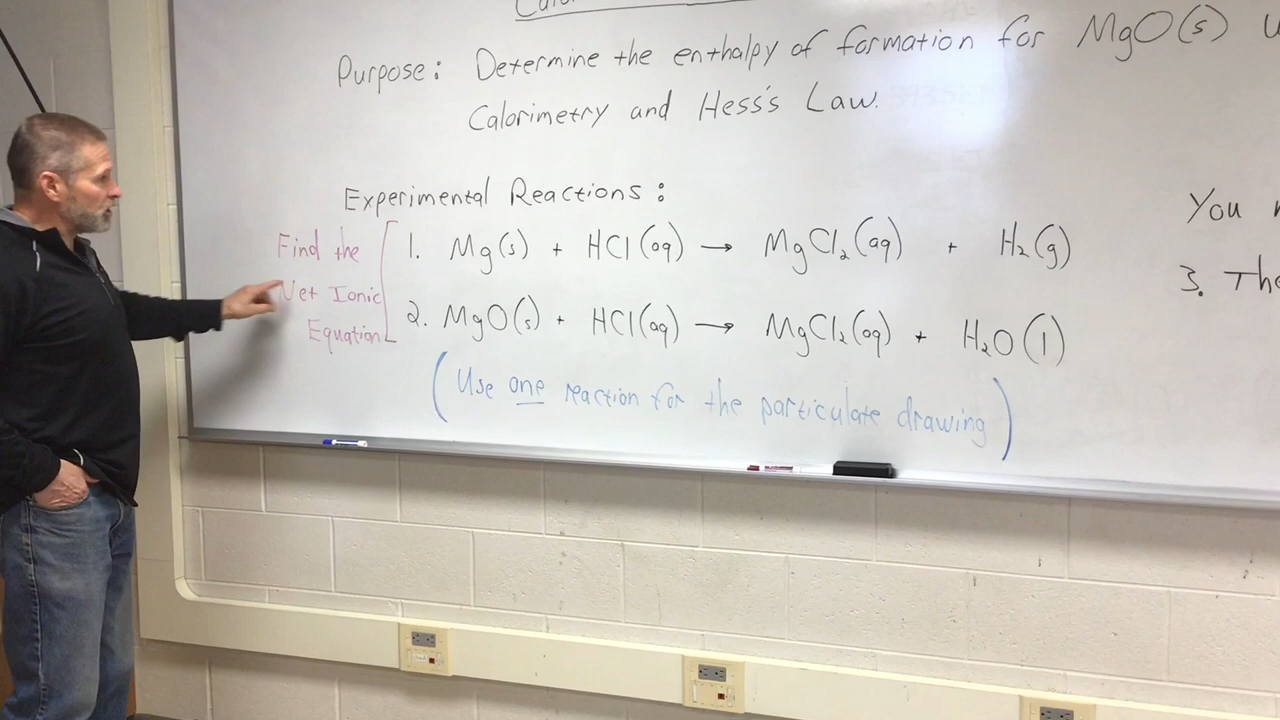 Purpose: Determine the enthalpy of formation for MgO(s)
Calorimetry and Hess's Law.
Experimental Reactions:
Find the
Net Ionic
Equation
1. Mg(s) + HCl(aq) → MgCl₂(aq) + H₂(g)
2. MgO(s) + HCl(aq) → MgCl₂(aq) + H₂O(l)
(Use one reaction for the particulate drawing)
You
3. The